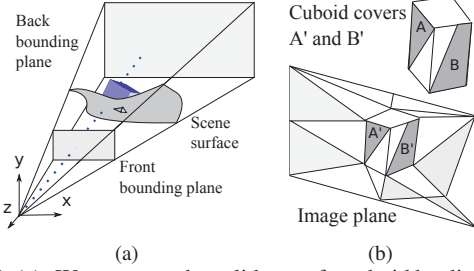 Back
bounding
plane
Scene
surface
Front
bounding plane
y
x
z
(a)
Cuboid covers
A' and B'
A
B
A'
B'
Image plane
(b)